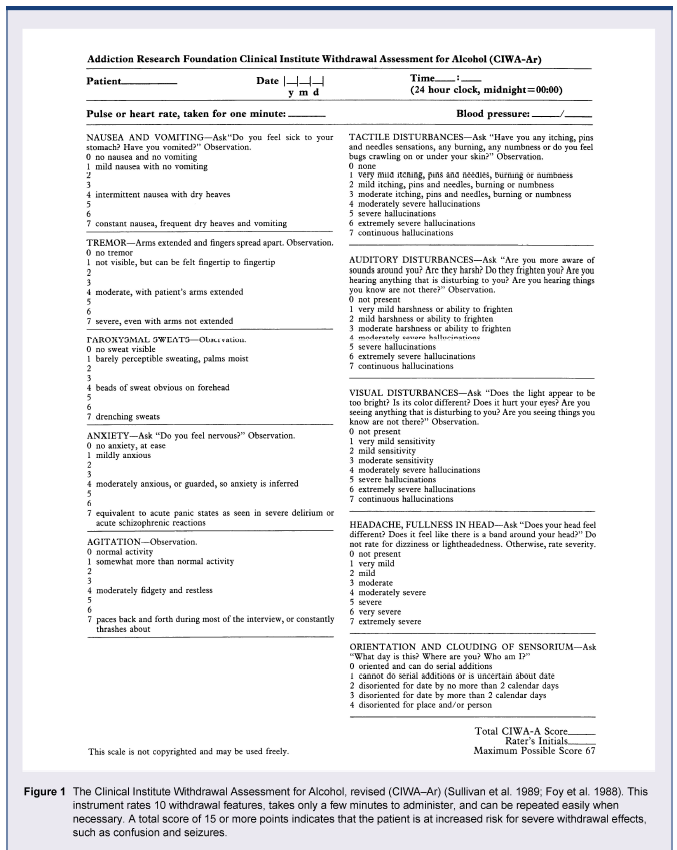 Addiction Research Foundation Clinical Institute Withdrawal Assessment for Alcohol (CIWA-Ar)
Patient
Date
y m d
Time : 
(24 hour clock, midnight=00:00)
Pulse or heart rate, taken for one minute:
Blood pressure: /
NAUSEA AND VOMITING—Ask“Do you feel sick to your
stomach? Have you vomited?” Observation.
0 no nausea and no vomiting
1 mild nausea with no vomiting
2
3
4 intermittent nausea with dry heaves
5
6
7 constant nausea, frequent dry heaves and vomiting
TREMOR—Arms extended and fingers spread apart. Observation.
0 no tremor
1 not visible, but can be felt fingertip to fingertip
2
3
4 moderate, with patient's arms extended
5
6
7 severe, even with arms not extended
PAROXYSMAL SWEATS—Observation.
0 no sweat visible
1 barely perceptible sweating, palms moist
2
3
4 beads of sweat obvious on forehead
5
6
7 drenching sweats
ANXIETY—Ask “Do you feel nervous?” Observation.
0 no anxiety, at ease
1 mildly anxious
2
3
4 moderately anxious, or guarded, so anxiety is inferred
5
6
7 equivalent to acute panic states as seen in severe delirium or
acute schizophrenic reactions
AGITATION—Observation.
0 normal activity
1 somewhat more than normal activity
2
3
4 moderately fidgety and restless
5
6
7 paces back and forth during most of the interview, or constantly
thrashes about
TACTILE DISTURBANCES—Ask “Have you any itching, pins
and needles sensations, any burning, any numbness or do you feel
bugs crawling on or under your skin?” Observation.
0 none
1 very mild itching, pins and needles, burning or numbness
2 mild itching, pins and needles, burning or numbness
3 moderate itching, pins and needles, burning or numbness
4 moderately severe hallucinations
5 severe hallucinations
6 extremely severe hallucinations
7 continuous hallucinations
AUDITORY DISTURBANCES—Ask “Are you more aware of
sounds around you? Are they harsh? Do they frighten you? Are you
hearing anything that is disturbing to you? Are you hearing things
you know are not there?” Observation.
0 not present
1 very mild harshness or ability to frighten
2 mild harshness or ability to frighten
3 moderate harshness or ability to frighten
4 moderately severe hallucinations
5 severe hallucinations
6 extremely severe hallucinations
7 continuous hallucinations
VISUAL DISTURBANCES—Ask “Does the light appear to be
too bright? Is its color different? Does it hurt your eyes? Are you
seeing anything that is disturbing to you? Are you seeing things you
know are not there?” Observation.
0 not present
1 very mild sensitivity
2 mild sensitivity
3 moderate sensitivity
4 moderately severe hallucinations
5 severe hallucinations
6 extremely severe hallucinations
7 continuous hallucinations
HEADACHE, FULLNESS IN HEAD—Ask “Does your head feel
different? Does it feel like there is a band around your head?” Do
not rate for dizziness or lightheadedness. Otherwise, rate severity.
0 not present
1 very mild
2 mild
3 moderate
4 moderately severe
5 severe
6 very severe
7 extremely severe
ORIENTATION AND CLOUDING OF SENSORIUM—Ask
“What day is this? Where are you? Who am I?”
0 oriented and can do serial additions
1 cannot do serial additions or is uncertain about date
2 disoriented for date by no more than 2 calendar days
3 disoriented for date by more than 2 calendar days
4 disoriented for place and/or person
Total CIWA-A Score
Rater's Initials
Maximum Possible Score 67
This scale is not copyrighted and may be used freely.
Figure 1 The Clinical Institute Withdrawal Assessment for Alcohol, revised (CIWA–Ar) (Sullivan et al. 1989; Foy et al. 1988). This
instrument rates 10 withdrawal features, takes only a few minutes to administer, and can be repeated easily when
necessary. A total score of 15 or more points indicates that the patient is at increased risk for severe withdrawal effects,
such as confusion and seizures.